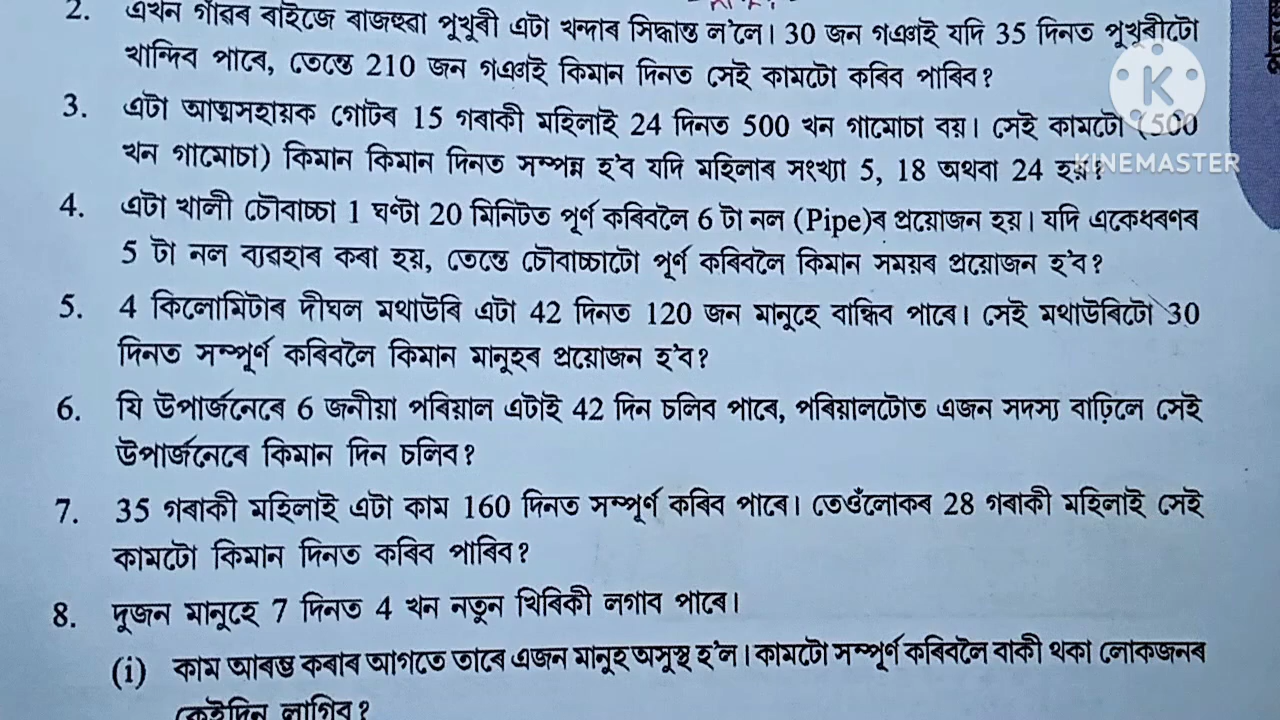 2. এখন গাঁৱৰ ৰাইজে ৰাজহুৱা পুখুৰী এটা খন্দাৰ সিদ্ধান্ত ল'লে। 30 জন গঞাই যদি 35 দিনত পুখুৰীটো
খান্দিব পাৰে, তেন্তে 210 জন গঞাই কিমান দিনত সেই কামটো কৰিব পাৰিব?
3. এটা আত্মসহায়ক গোটৰ 15 গৰাকী মহিলাই 24 দিনত 500 খন গামোচা বয়। সেই কামটো (500
খন গামোচা) কিমান কিমান দিনত সম্পন্ন হ'ব যদি মহিলাৰ সংখ্যা 5, 18 অথবা 24 হয়?
K
KINEMASTER
4. এটা খালী চৌবাচ্চা 1 ঘণ্টা 20 মিনিটত পূৰ্ণ কৰিবলৈ 6 টা নল (Pipe)ৰ প্ৰয়োজন হয়। যদি একেধৰণৰ
5 টা নল ব্যৱহাৰ কৰা হয়, তেন্তে চৌবাচ্চাটো পূৰ্ণ কৰিবলৈ কিমান সময়ৰ প্ৰয়োজন হ'ব?
5. 4 কিলোমিটাৰ দীঘল মথাউৰি এটা 42 দিনত 120 জন মানুহে বান্ধিব পাৰে। সেই মথাউৰিটো 30
দিনত সম্পূৰ্ণ কৰিবলৈ কিমান মানুহৰ প্ৰয়োজন হ'ব?
6. যি উপাৰ্জনেৰে 6 জনীয়া পৰিয়াল এটাই 42 দিন চলিব পাৰে, পৰিয়ালটোত এজন সদস্য বাঢ়িলে সেই
উপাৰ্জনেৰে কিমান দিন চলিব?
7. 35 গৰাকী মহিলাই এটা কাম 160 দিনত সম্পূৰ্ণ কৰিব পাৰে। তেওঁলোকৰ 28 গৰাকী মহিলাই সেই
কামটো কিমান দিনত কৰিব পাৰিব?
8. দুজন মানুহে 7 দিনত 4 খন নতুন খিৰিকী লগাব পাৰে।
(i) কাম আৰম্ভ কৰাৰ আগতে তাৰে এজন মানুহ অসুস্থ হ'ল। কামটো সম্পূৰ্ণ কৰিবলৈ বাকী থকা লোকজনৰ
কেইদিন লাগিব?